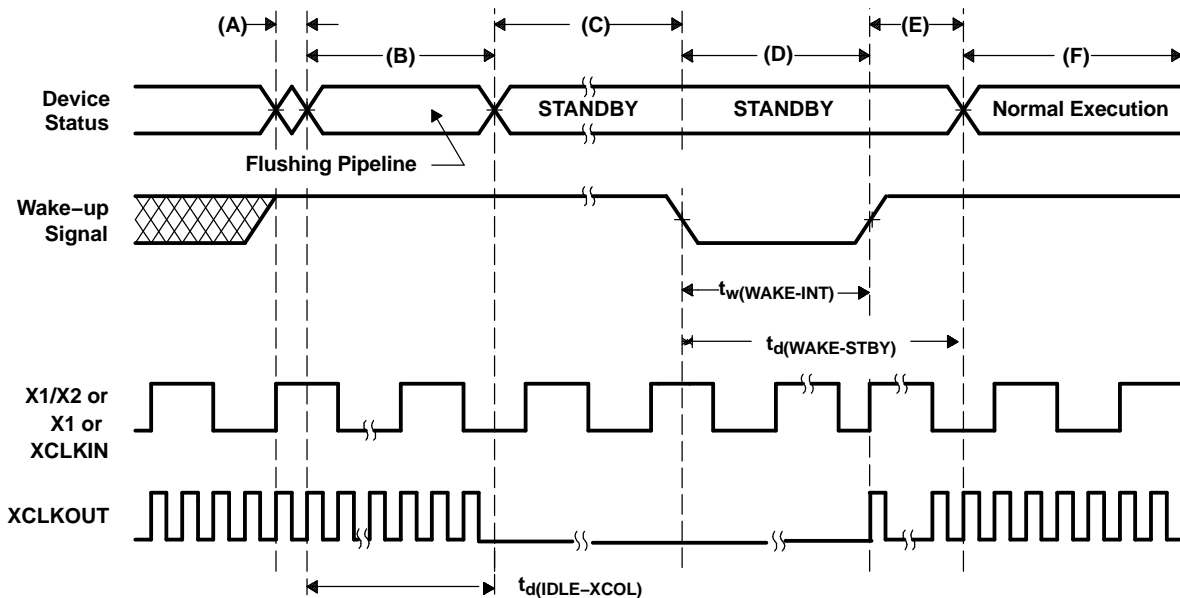 (A)
(B)
(C)
(D)
(E)
(F)
Device
Status
STANDBY
STANDBY
Normal Execution
Flushing Pipeline
Wake−up
Signal
tw(WAKE-INT)
td(WAKE-STBY)
X1/X2 or
X1 or
XCLKIN
XCLKOUT
td(IDLE−XCOL)